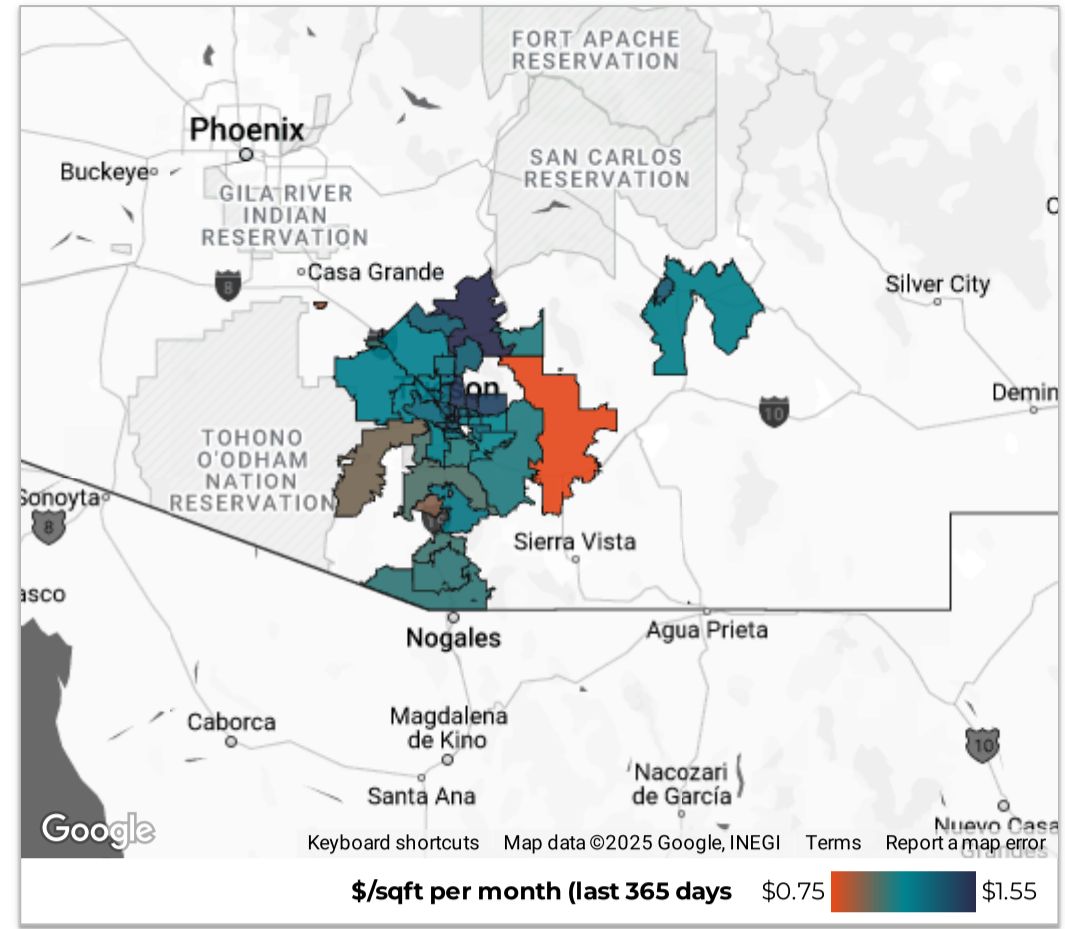 FORT APACHE
RESERVATION
Phoenix
SAN CARLOS
RESERVATION
Buckeye
GILA RIVER
INDIAN
RESERVATION
Casa Grande
8
Silver City
on
Demin
10
TOHONO
O'ODHAM
NATION
RESERVATION
Sonoyta
8
Sierra Vista
asco
Nogales
Agua Prieta
Caborca
Magdalena
de Kino
10
Nacozari
de García
Santa Ana
Nuevo Casa
Grandes
Google
Keyboard shortcuts
Map data ©2025 Google, INEGI
Terms
Report a map error
$/sqft per month (last 365 days
$0.75
$1.55